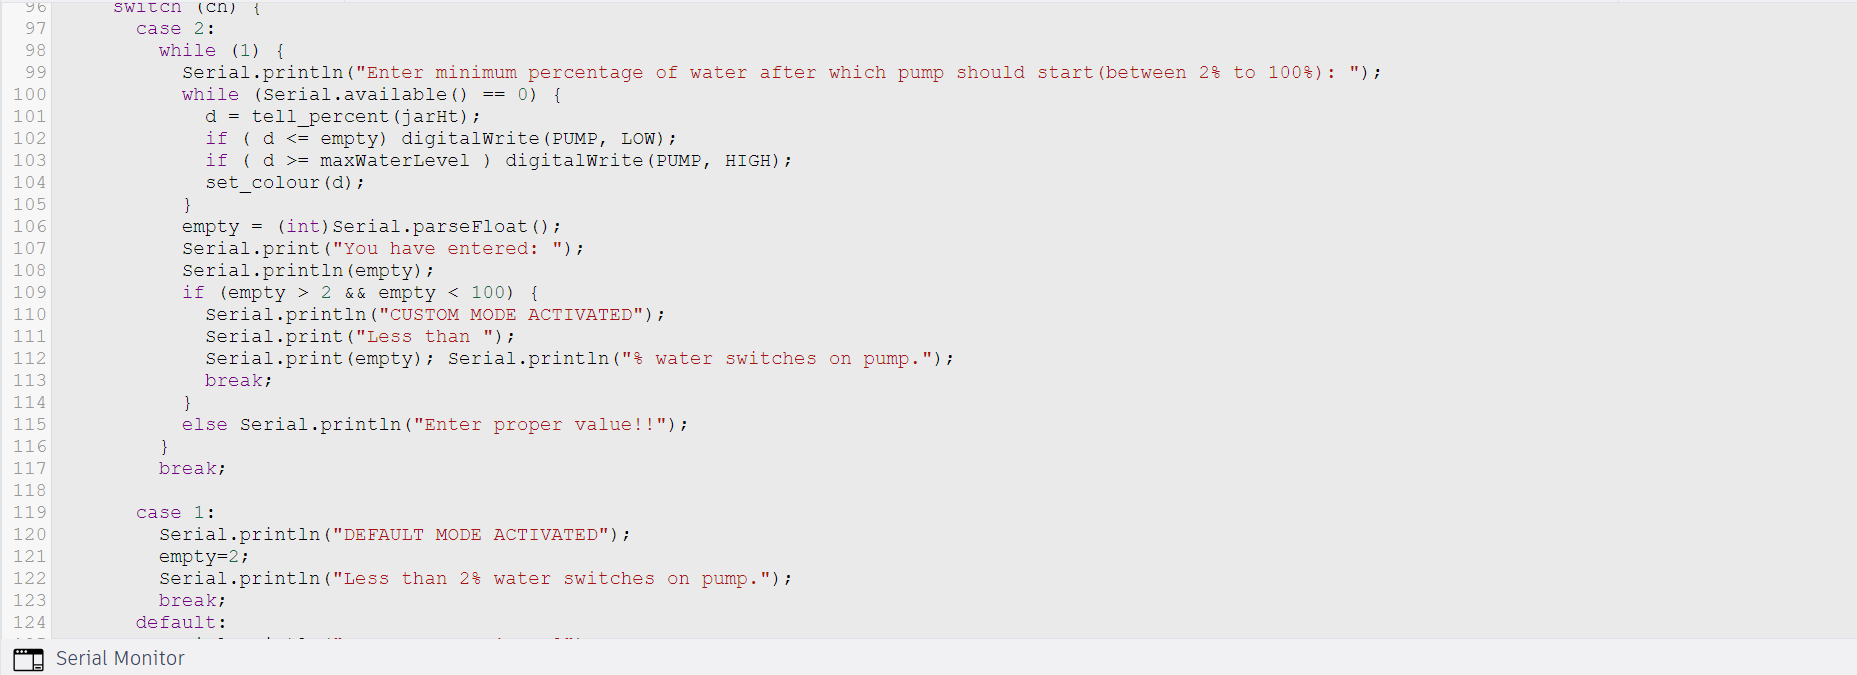 96     switch (ch) {
97       case 2:
98         while (1) {
99           Serial.println("Enter minimum percentage of water after which pump should start(between 2% to 100%): ");
100           while (Serial.available() == 0) {
101             d = tell_percent(jarHt);
102             if ( d <= empty) digitalWrite(PUMP, LOW);
103             if ( d >= maxWaterLevel ) digitalWrite(PUMP, HIGH);
104             set_colour(d);
105           }
106           empty = (int)Serial.parseFloat();
107           Serial.print("You have entered: ");
108           Serial.println(empty);
109           if (empty > 2 && empty < 100) {
110             Serial.println("CUSTOM MODE ACTIVATED");
111             Serial.print("Less than ");
112             Serial.print(empty); Serial.println("% water switches on pump.");
113             break;
114           }
115           else Serial.println("Enter proper value!!");
116         }
117         break;
118
119       case 1:
120         Serial.println("DEFAULT MODE ACTIVATED");
121         empty=2;
122         Serial.println("Less than 2% water switches on pump.");
123         break;
124       default:
Serial Monitor